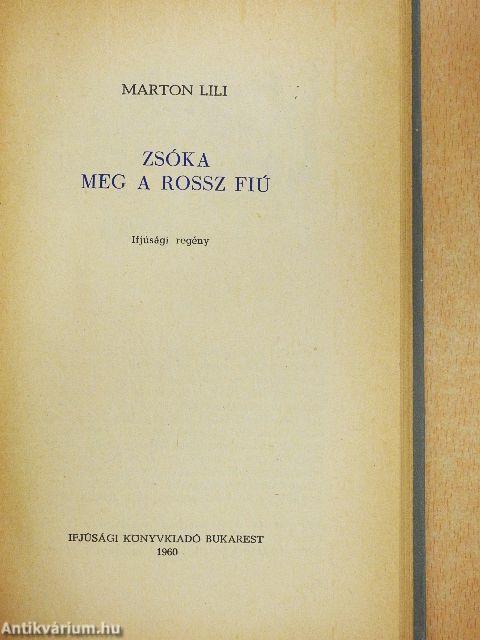 MARTON LILI
ZSÓKA
MEG A ROSSZ FIÚ
Ifjúsági regény
IFJÚSÁGI KÖNYVKIADÓ BUKAREST
1960
Antikvárium.hu